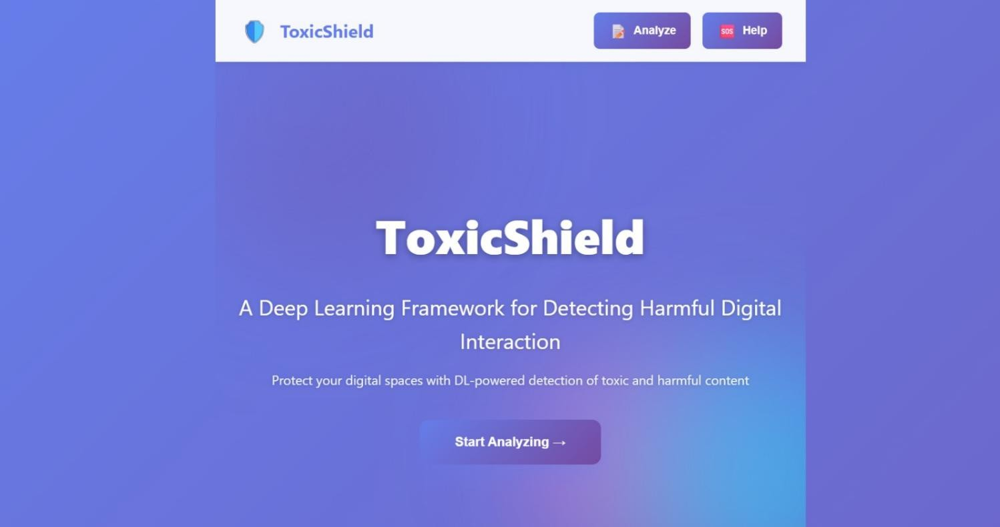 ToxicShield
Analyze
SOS
Help
ToxicShield
A Deep Learning Framework for Detecting Harmful Digital
Interaction
Protect your digital spaces with DL-powered detection of toxic and harmful content
Start Analyzing →